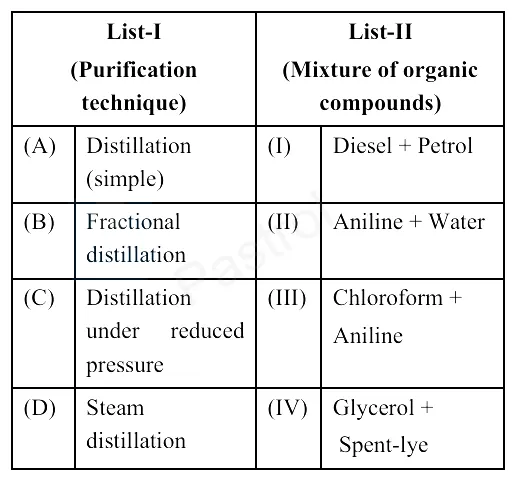 List-I
(Purification
technique)
List-II
(Mixture of organic
compounds)
(A) Distillation
(simple)
(I) Diesel + Petrol
(B) Fractional
distillation
(II) Aniline + Water
(C) Distillation
under reduced
pressure
(III) Chloroform +
Aniline
(D) Steam
distillation
(IV) Glycerol +
Spent-lye